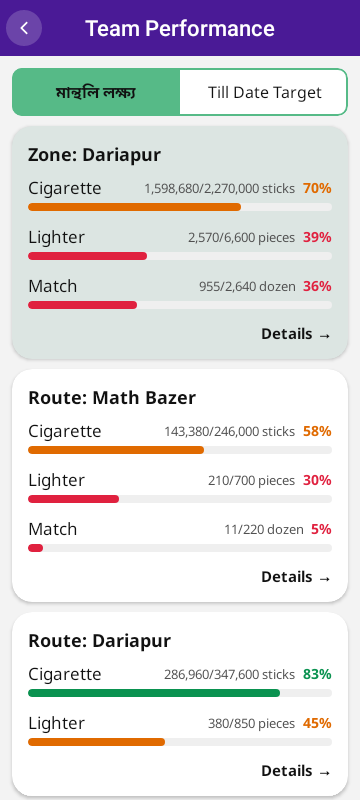 Team Performance
মান্থলি লক্ষ্য
Till Date Target
Zone: Dariapur
Cigarette 1,598,680/2,270,000 sticks 70%
Lighter 2,570/6,600 pieces 39%
Match 955/2,640 dozen 36%
Details →
Route: Math Bazer
Cigarette 143,380/246,000 sticks 58%
Lighter 210/700 pieces 30%
Match 11/220 dozen 5%
Details →
Route: Dariapur
Cigarette 286,960/347,600 sticks 83%
Lighter 380/850 pieces 45%
Details →